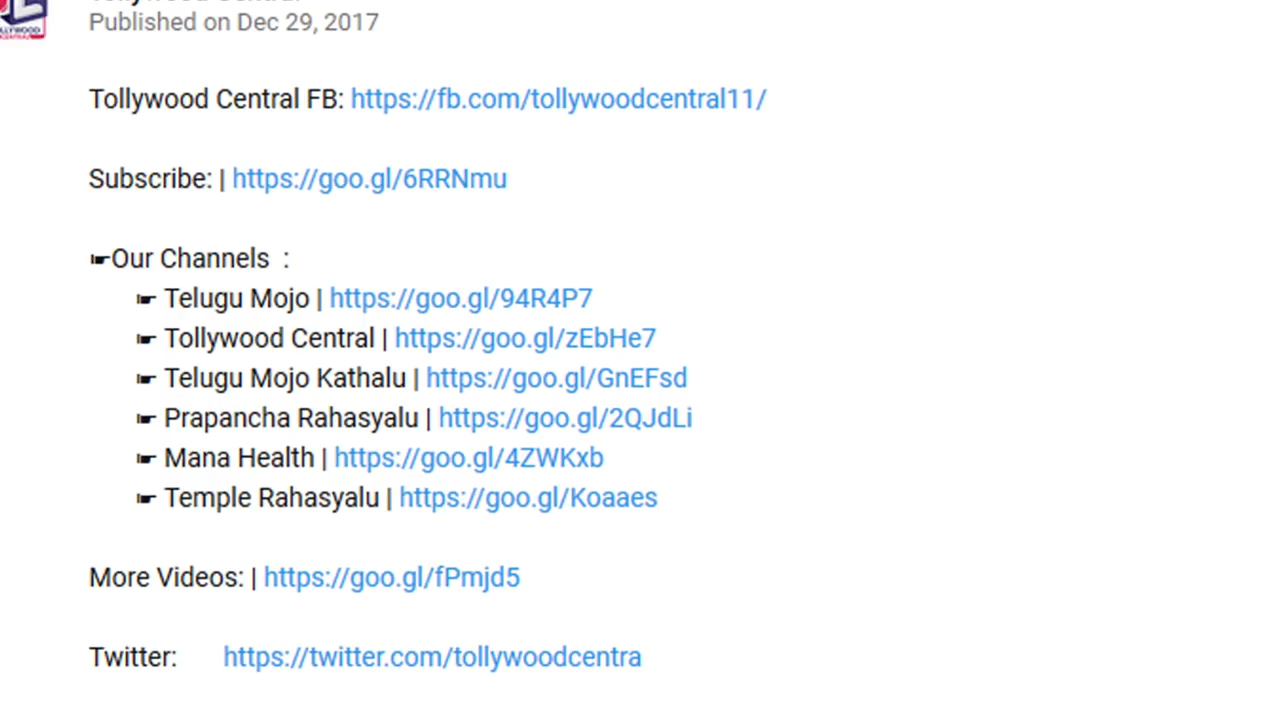 Tollywood Central
Published on Dec 29, 2017
Tollywood Central FB: https://fb.com/tollywoodcentral11/
Subscribe: | https://goo.gl/6RRNmu
☛Our Channels  :
☛ Telugu Mojo | https://goo.gl/94R4P7
☛ Tollywood Central | https://goo.gl/zEbHe7
☛ Telugu Mojo Kathalu | https://goo.gl/GnEFsd
☛ Prapancha Rahasyalu | https://goo.gl/2QJdLi
☛ Mana Health | https://goo.gl/4ZWKxb
☛ Temple Rahasyalu | https://goo.gl/Koaaes
More Videos: | https://goo.gl/fPmjd5
Twitter: https://twitter.com/tollywoodcentra